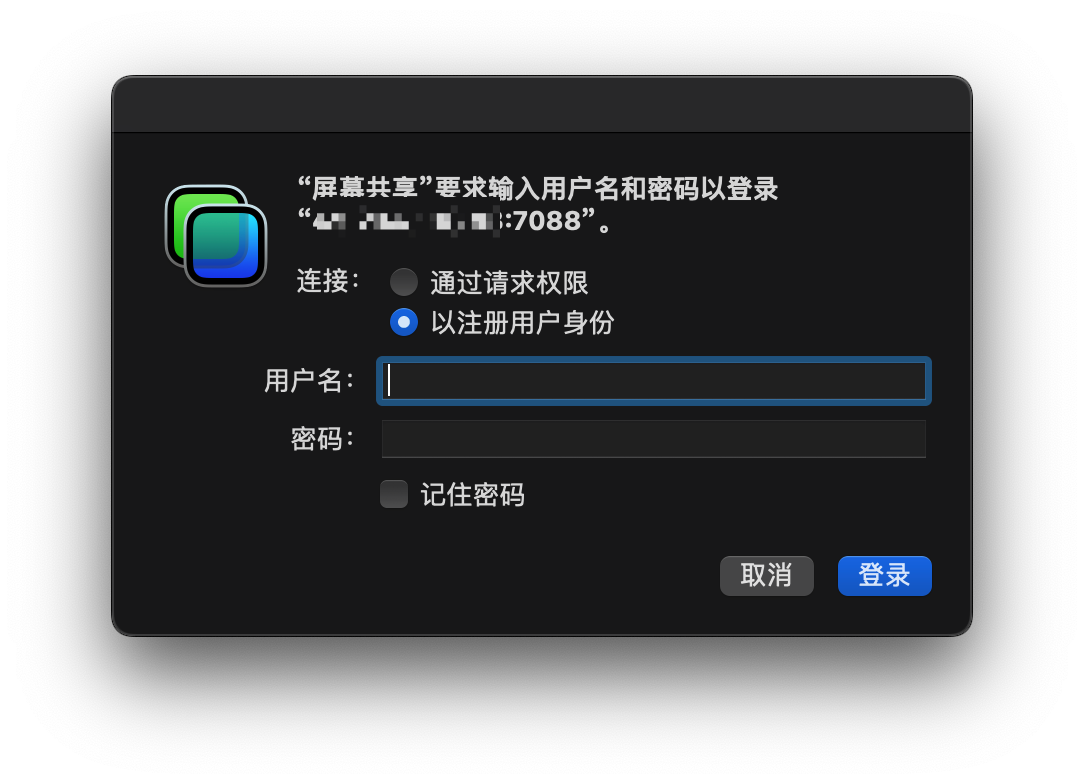 “屏幕共享”要求输入用户名和密码以登录
“:7088”。
连接：
通过请求权限
以注册用户身份
用户名：
密码：
记住密码
取消
登录